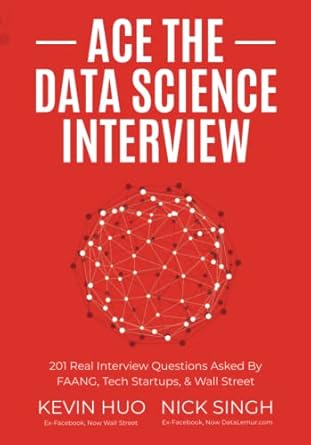 ACE THE
DATA SCIENCE
INTERVIEW
201 Real Interview Questions Asked By
FAANG, Tech Startups, & Wall Street
KEVIN HUO NICK SINGH
Ex-Facebook, Now Wall Street Ex-Facebook, Now DataLemur.com